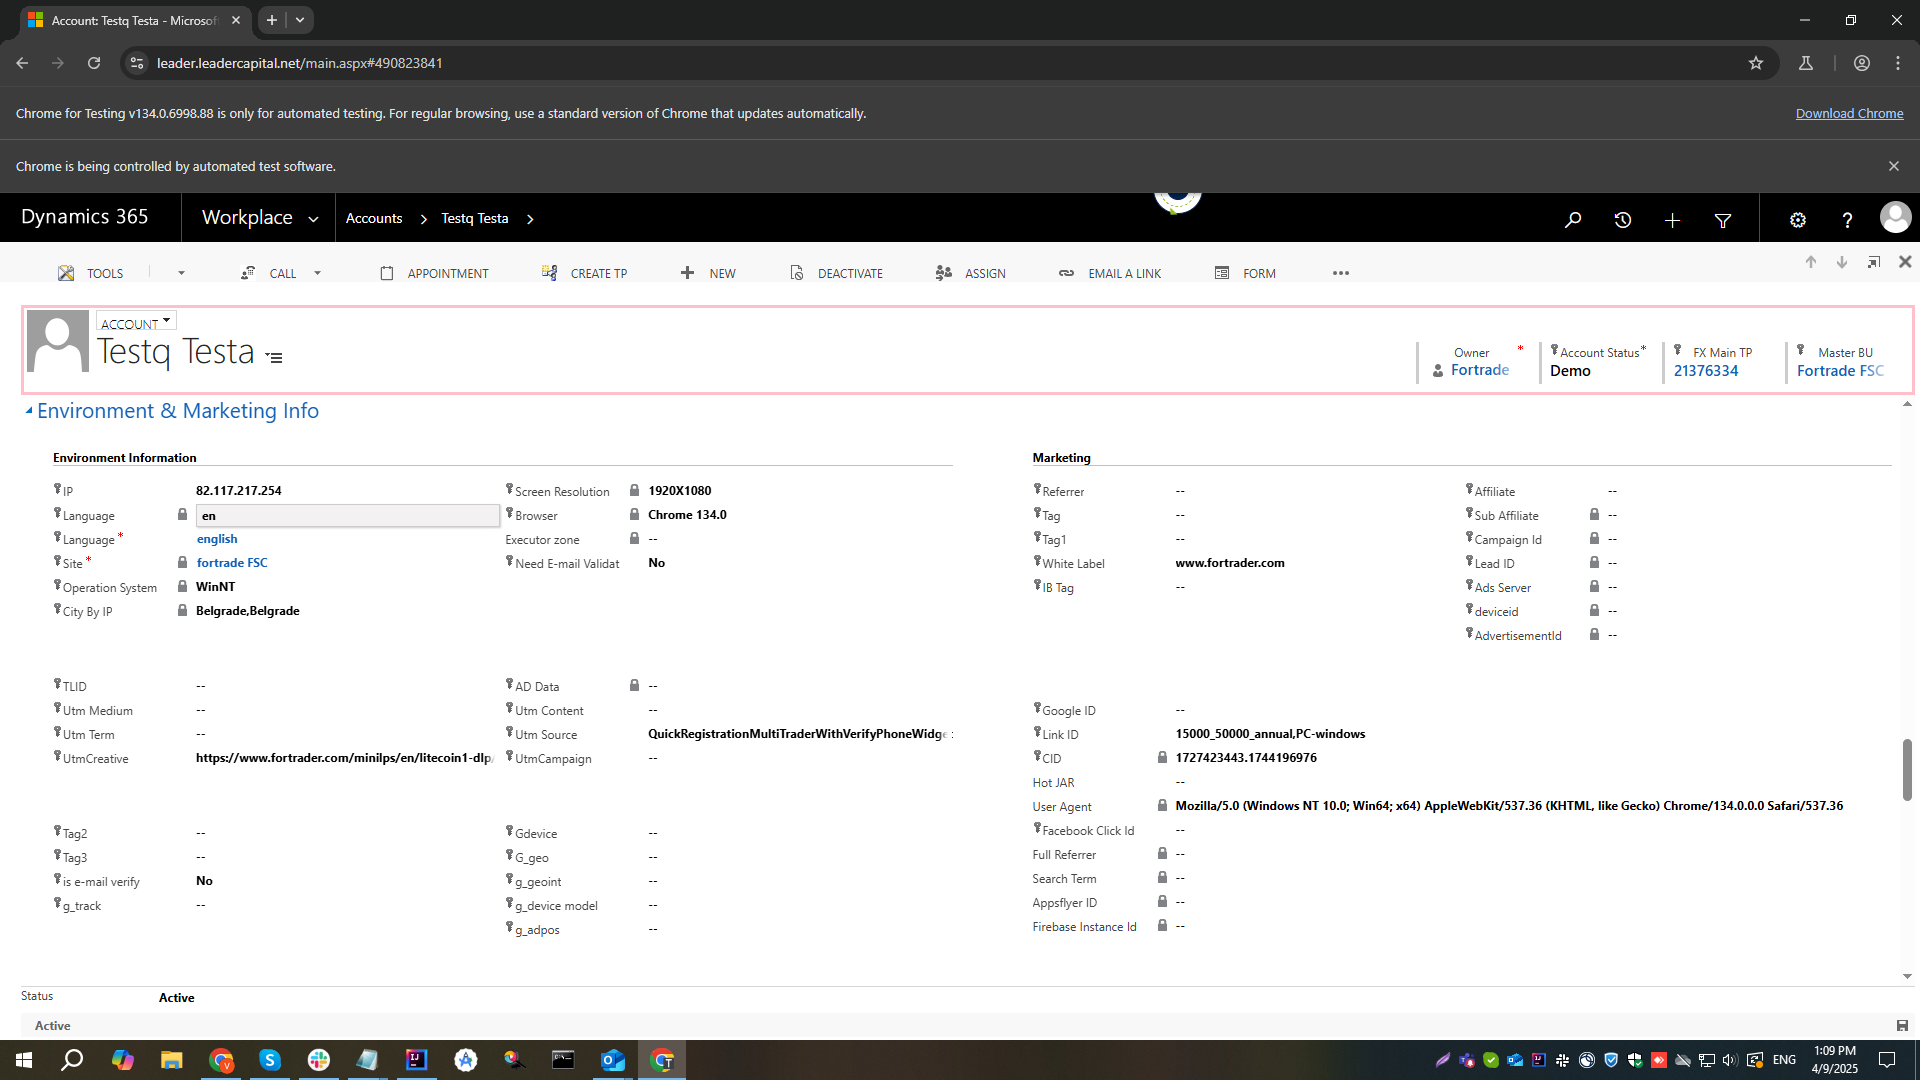 Account: Testq Testa - Microsof
leader.leadercapital.net/main.aspx#490823841
Chrome for Testing v134.0.6998.88 is only for automated testing. For regular browsing, use a standard version of Chrome that updates automatically.
Download Chrome
Chrome is being controlled by automated test software.
Dynamics 365
Workplace
Accounts
Testq Testa
TOOLS
CALL
APPOINTMENT
CREATE TP
NEW
DEACTIVATE
ASSIGN
EMAIL A LINK
FORM
ACCOUNT
Testq Testa
Owner *
Fortrade
Account Status *
Demo
FX Main TP
21376334
Master BU
Fortrade FSC
Environment & Marketing Info
Environment Information
IP 82.117.217.254
Language en
Language * english
Site * fortrade FSC
Operation System WinNT
City By IP Belgrade,Belgrade
Screen Resolution 1920X1080
Browser Chrome 134.0
Executor zone --
Need E-mail Validat No
TLID --
Utm Medium --
Utm Term --
UtmCreative https://www.fortrader.com/minilps/en/litecoin1-dlp/
AD Data --
Utm Content --
Utm Source QuickRegistrationMultiTraderWithVerifyPhoneWidge
UtmCampaign --
Tag2 --
Tag3 --
is e-mail verify No
g_track --
Gdevice --
G_geo --
g_geoint --
g_device model --
g_adpos --
Marketing
Referrer --
Tag --
Tag1 --
White Label www.fortrader.com
IB Tag --
Affiliate --
Sub Affiliate --
Campaign Id --
Lead ID --
Ads Server --
deviceid --
AdvertisementId --
Google ID --
Link ID 15000_50000_annual,PC-windows
CID 1727423443.1744196976
Hot JAR --
User Agent Mozilla/5.0 (Windows NT 10.0; Win64; x64) AppleWebKit/537.36 (KHTML, like Gecko) Chrome/134.0.0.0 Safari/537.36
Facebook Click Id --
Full Referrer --
Search Term --
Appsflyer ID --
Firebase Instance Id --
Status Active
Active
ENG
1:09 PM
4/9/2025